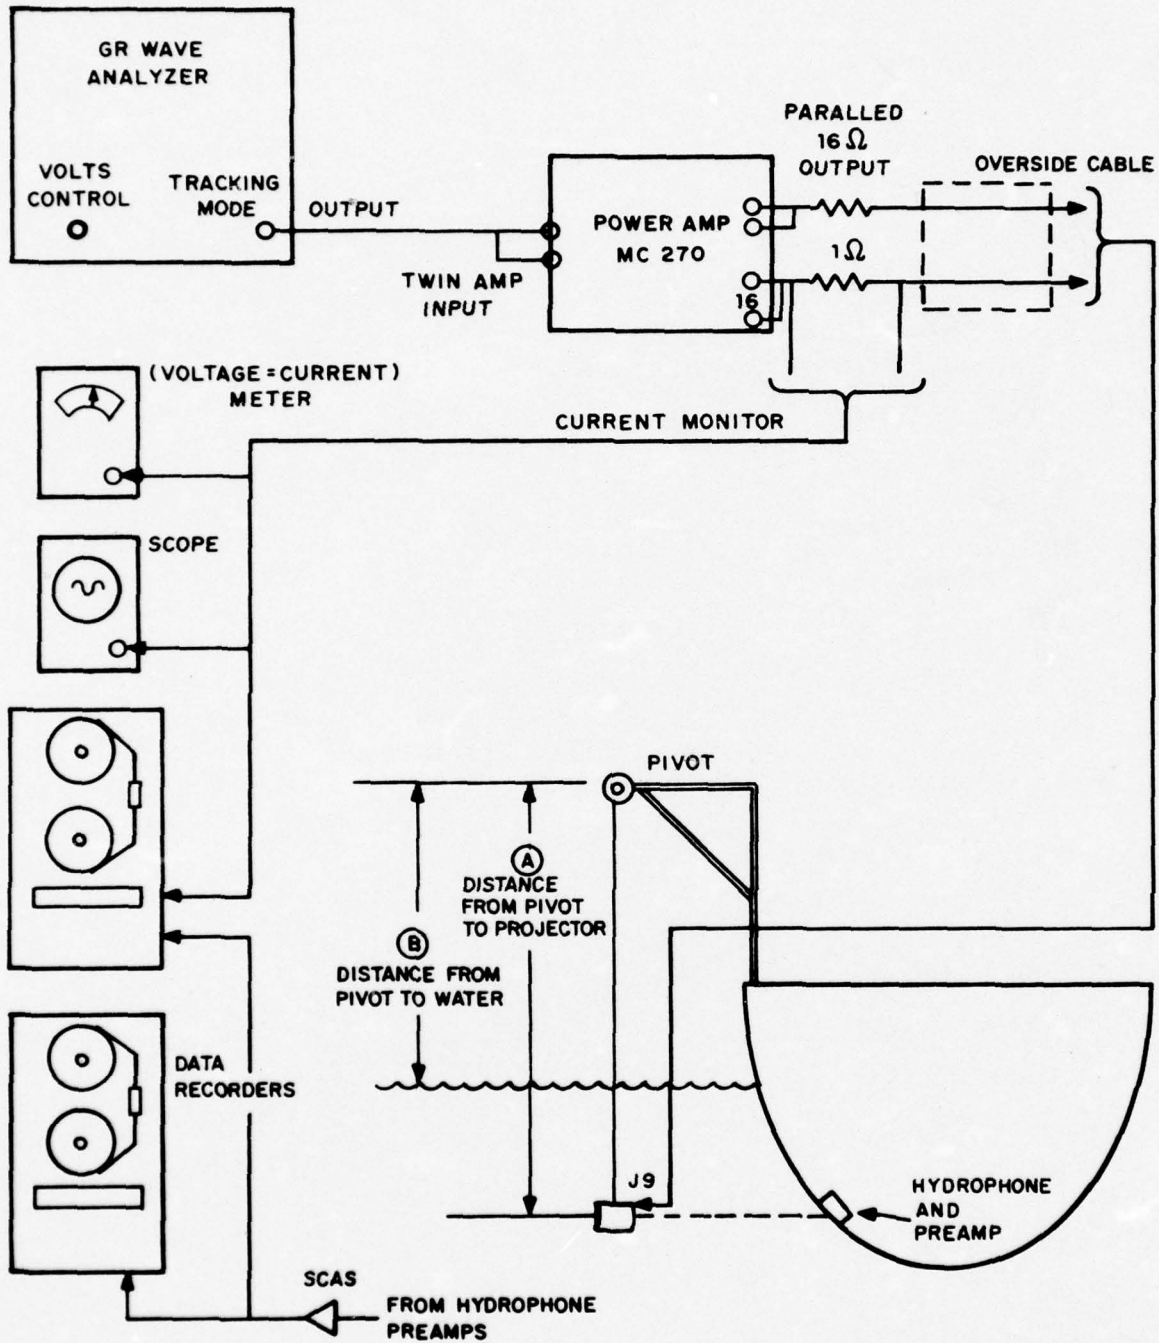 GR WAVE
ANALYZER
VOLTS
CONTROL
TRACKING
MODE
OUTPUT
TWIN AMP
INPUT
POWER AMP
MC 270
16
PARALLED
16 Ω
OUTPUT
1Ω
OVERSIDE CABLE
(VOLTAGE=CURRENT)
METER
CURRENT MONITOR
SCOPE
PIVOT
A
DISTANCE
FROM PIVOT
TO PROJECTOR
B
DISTANCE FROM
PIVOT TO WATER
DATA
RECORDERS
J9
HYDROPHONE
AND
PREAMP
SCAS
FROM HYDROPHONE
PREAMPS